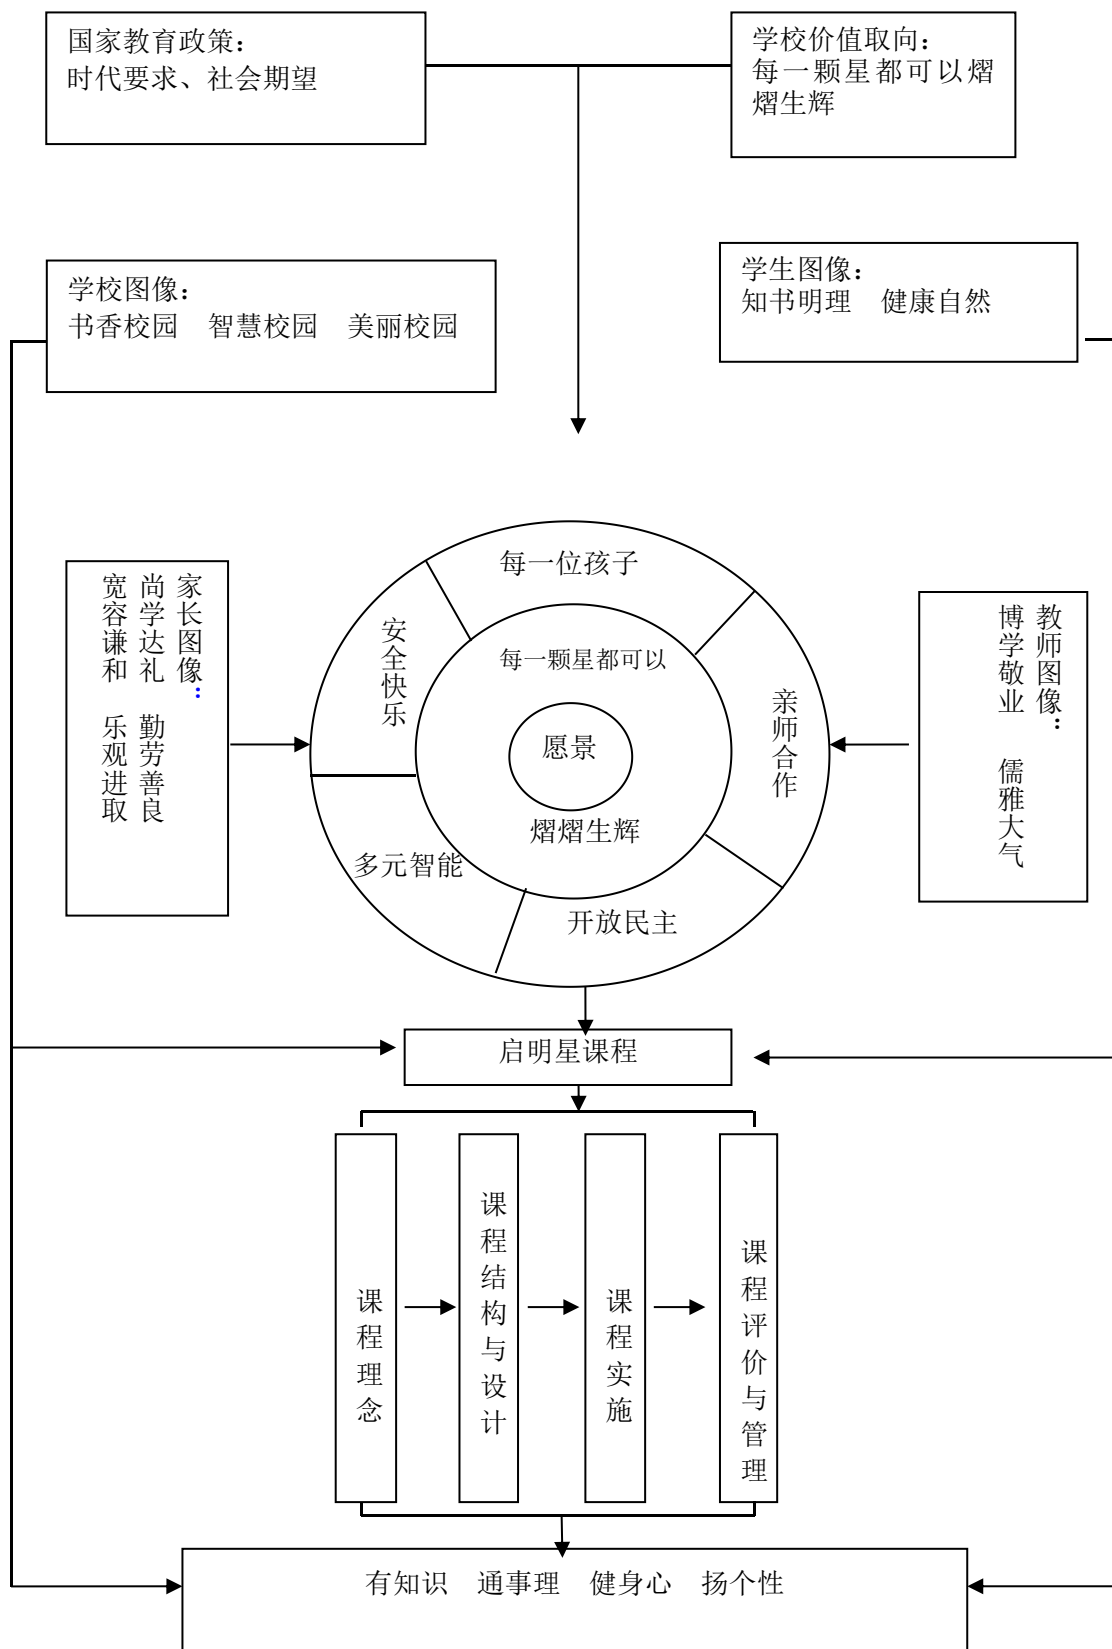 国家教育政策：
时代要求、社会期望
学校价值取向：
每一颗星都可以熠
熠生辉
学校图像：
书香校园 智慧校园 美丽校园
学生图像：
知书明理 健康自然
家长图像：
尚学达礼 勤劳善良
宽容谦和 乐观进取
每一位孩子
安全快乐
每一颗星都可以
愿景
熠熠生辉
亲师合作
多元智能
开放民主
教师图像：
博学敬业 儒雅大气
启明星课程
课程理念
课程结构与设计
课程实施
课程评价与管理
有知识 通事理 健身心 扬个性